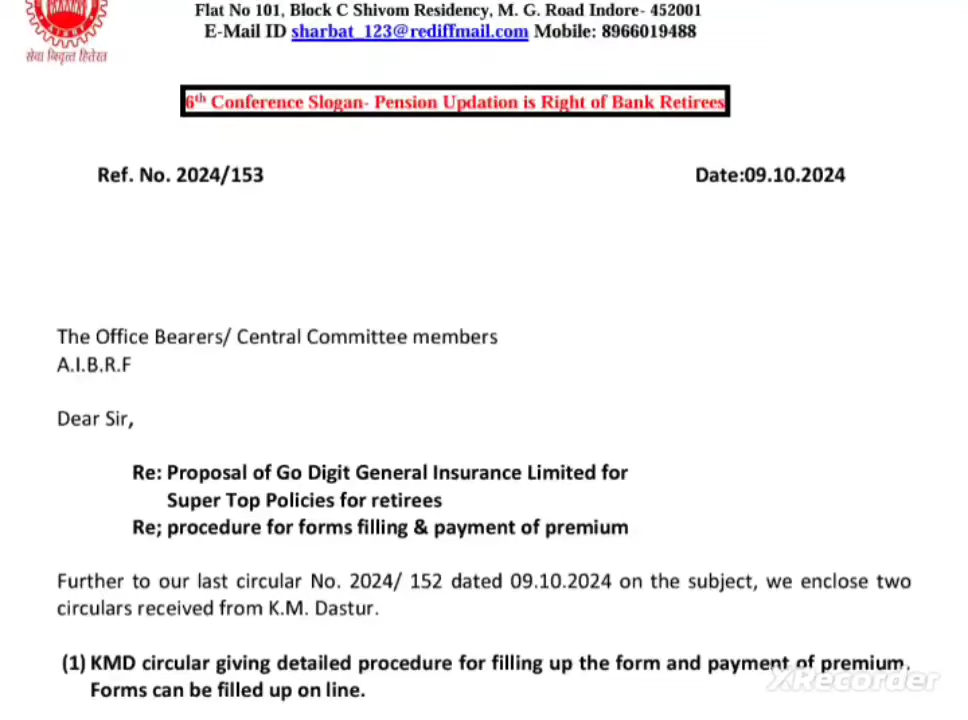 सेवा निवृत्त हितेरत
Flat No 101, Block C Shivom Residency, M. G. Road Indore- 452001
E-Mail ID sharbat_123@rediffmail.com Mobile: 8966019488
6th Conference Slogan- Pension Updation is Right of Bank Retirees
Ref. No. 2024/153 Date:09.10.2024
The Office Bearers/ Central Committee members
A.I.B.R.F
Dear Sir,
Re: Proposal of Go Digit General Insurance Limited for
Super Top Policies for retirees
Re; procedure for forms filling & payment of premium
Further to our last circular No. 2024/ 152 dated 09.10.2024 on the subject, we enclose two
circulars received from K.M. Dastur.
(1) KMD circular giving detailed procedure for filling up the form and payment of premium.
Forms can be filled up on line.
XRecorder